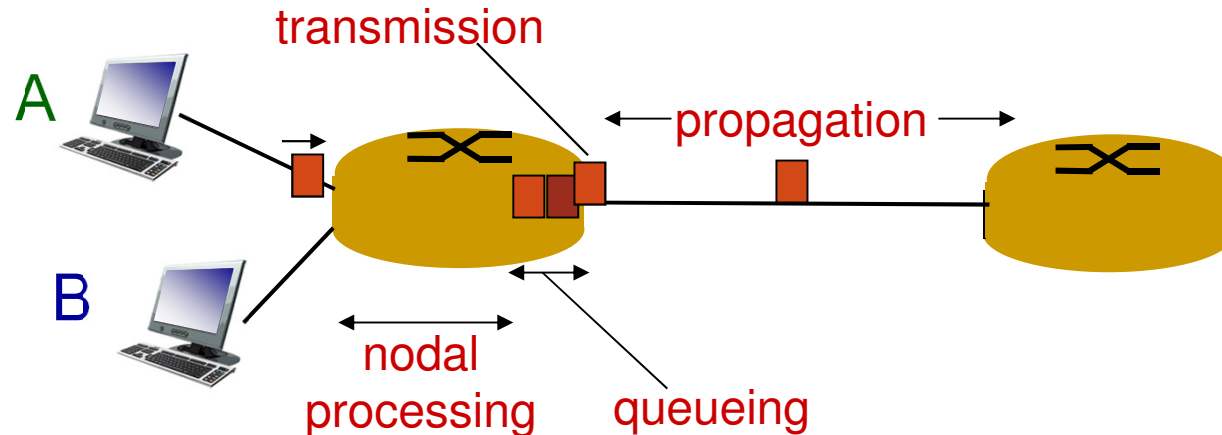 transmission
A
propagation
B
nodal
processing
queueing